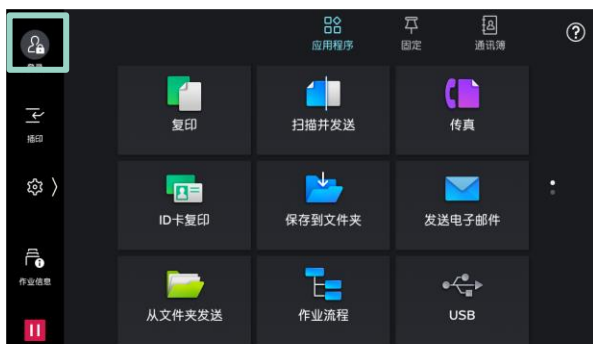 应用程序
固定
通讯簿
插印
作业信息
复印
扫描并发送
传真
ID卡复印
保存到文件夹
发送电子邮件
从文件夹发送
作业流程
USB